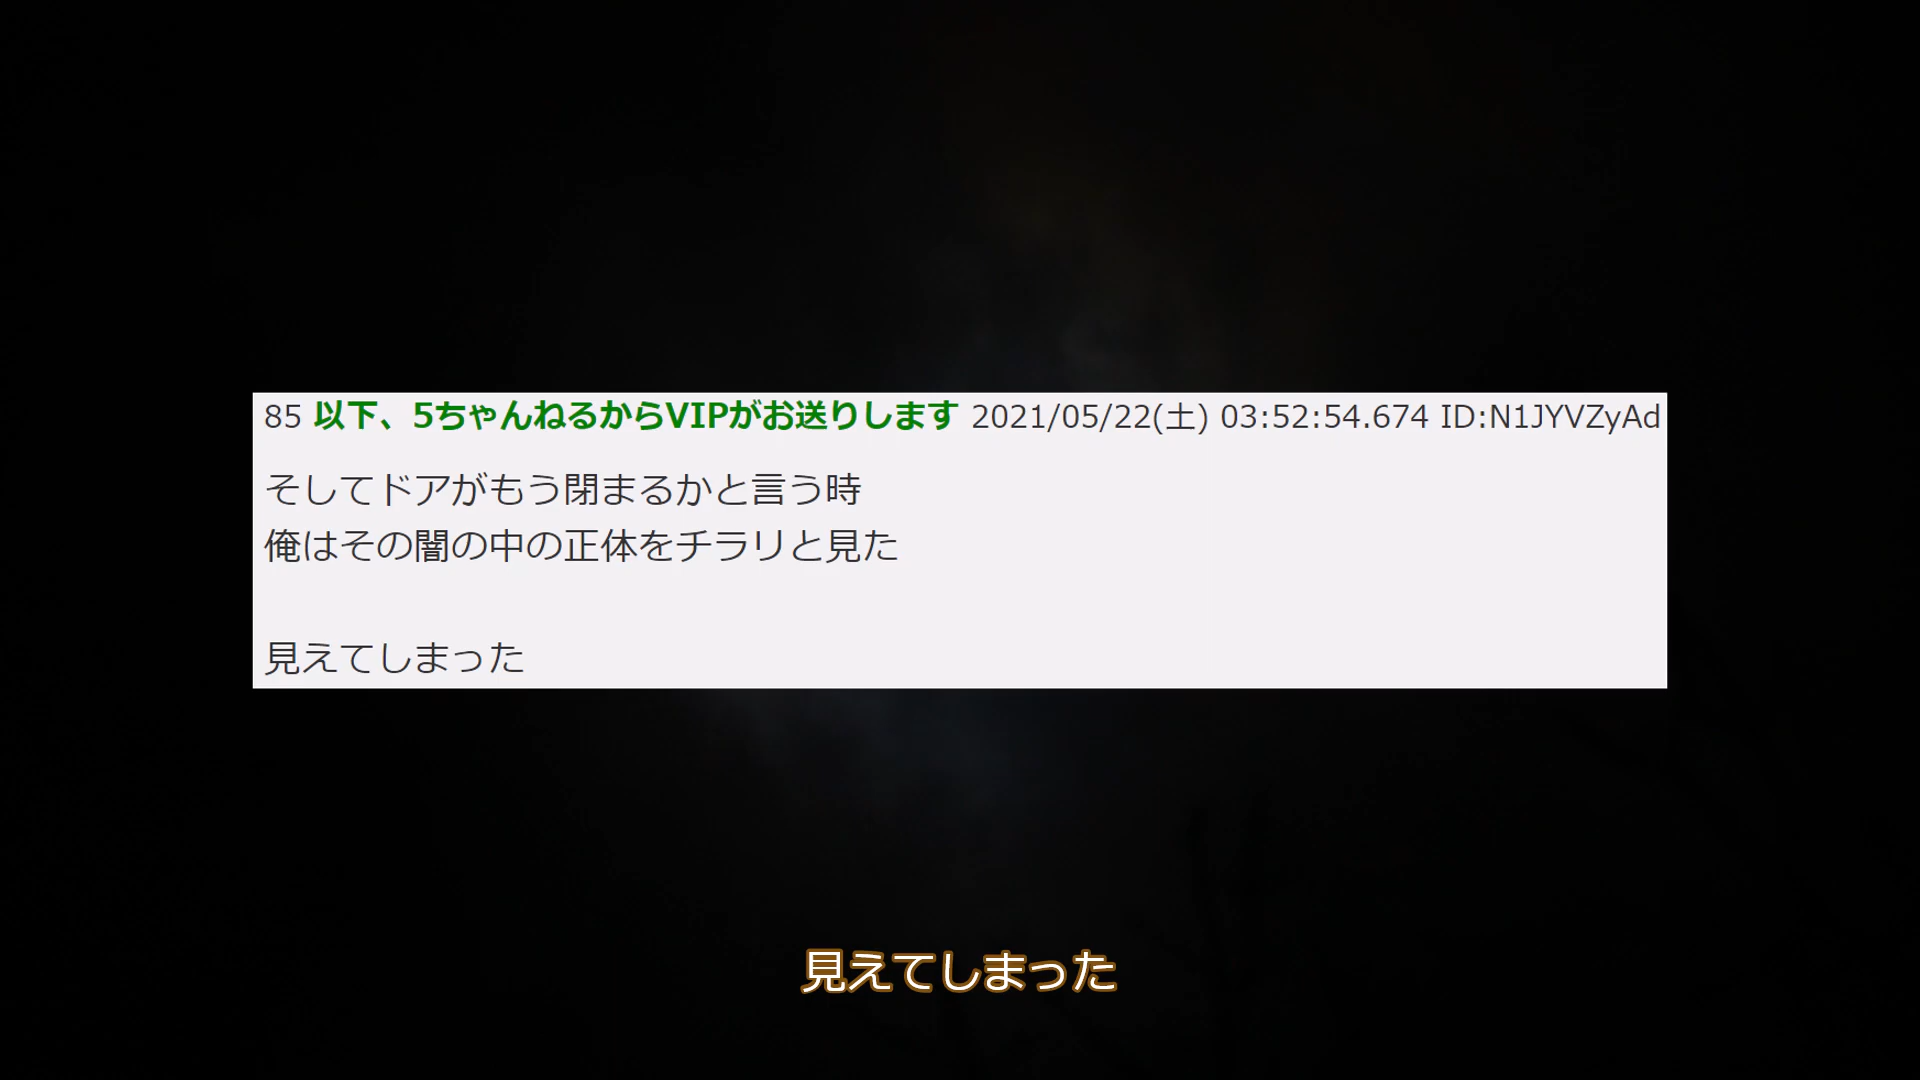 85 以下、5ちゃんねるからVIPがお送りします 2021/05/22(土) 03:52:54.674 ID:N1JYVZyAd
そしてドアがもう閉まるかと言う時
俺はその闇の中の正体をチラリと見た
見えてしまった
見えてしまった